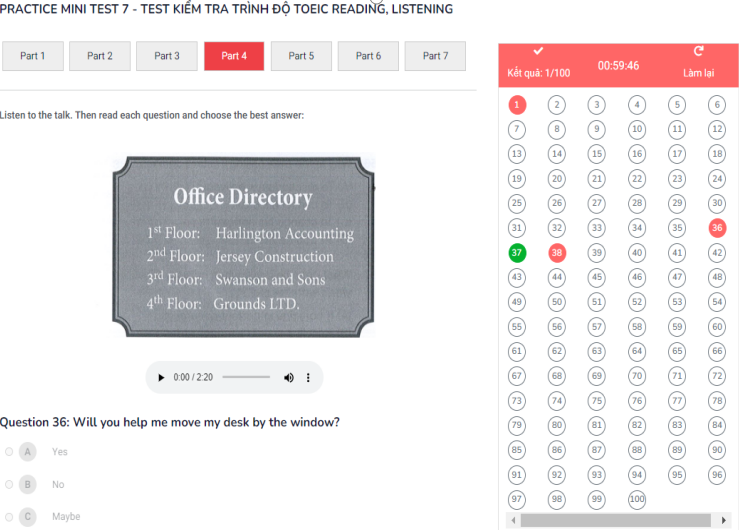 PRACTICE MINI TEST 7 - TEST KIỂM TRA TRÌNH ĐỘ TOEIC READING, LISTENING
Part 1 Part 2 Part 3 Part 4 Part 5 Part 6 Part 7
Kết quả: 1/100 00:59:46 Làm lại
1 2 3 4 5 6
7 8 9 10 11 12
13 14 15 16 17 18
19 20 21 22 23 24
25 26 27 28 29 30
31 32 33 34 35 36
37 38 39 40 41 42
43 44 45 46 47 48
49 50 51 52 53 54
55 56 57 58 59 60
61 62 63 64 65 66
67 68 69 70 71 72
73 74 75 76 77 78
79 80 81 82 83 84
85 86 87 88 89 90
91 92 93 94 95 96
97 98 99 100
Listen to the talk. Then read each question and choose the best answer:
Office Directory
1st Floor: Harlington Accounting
2nd Floor: Jersey Construction
3rd Floor: Swanson and Sons
4th Floor: Grounds LTD.
0:00 / 2:20
Question 36: Will you help me move my desk by the window?
A Yes
B No
C Maybe